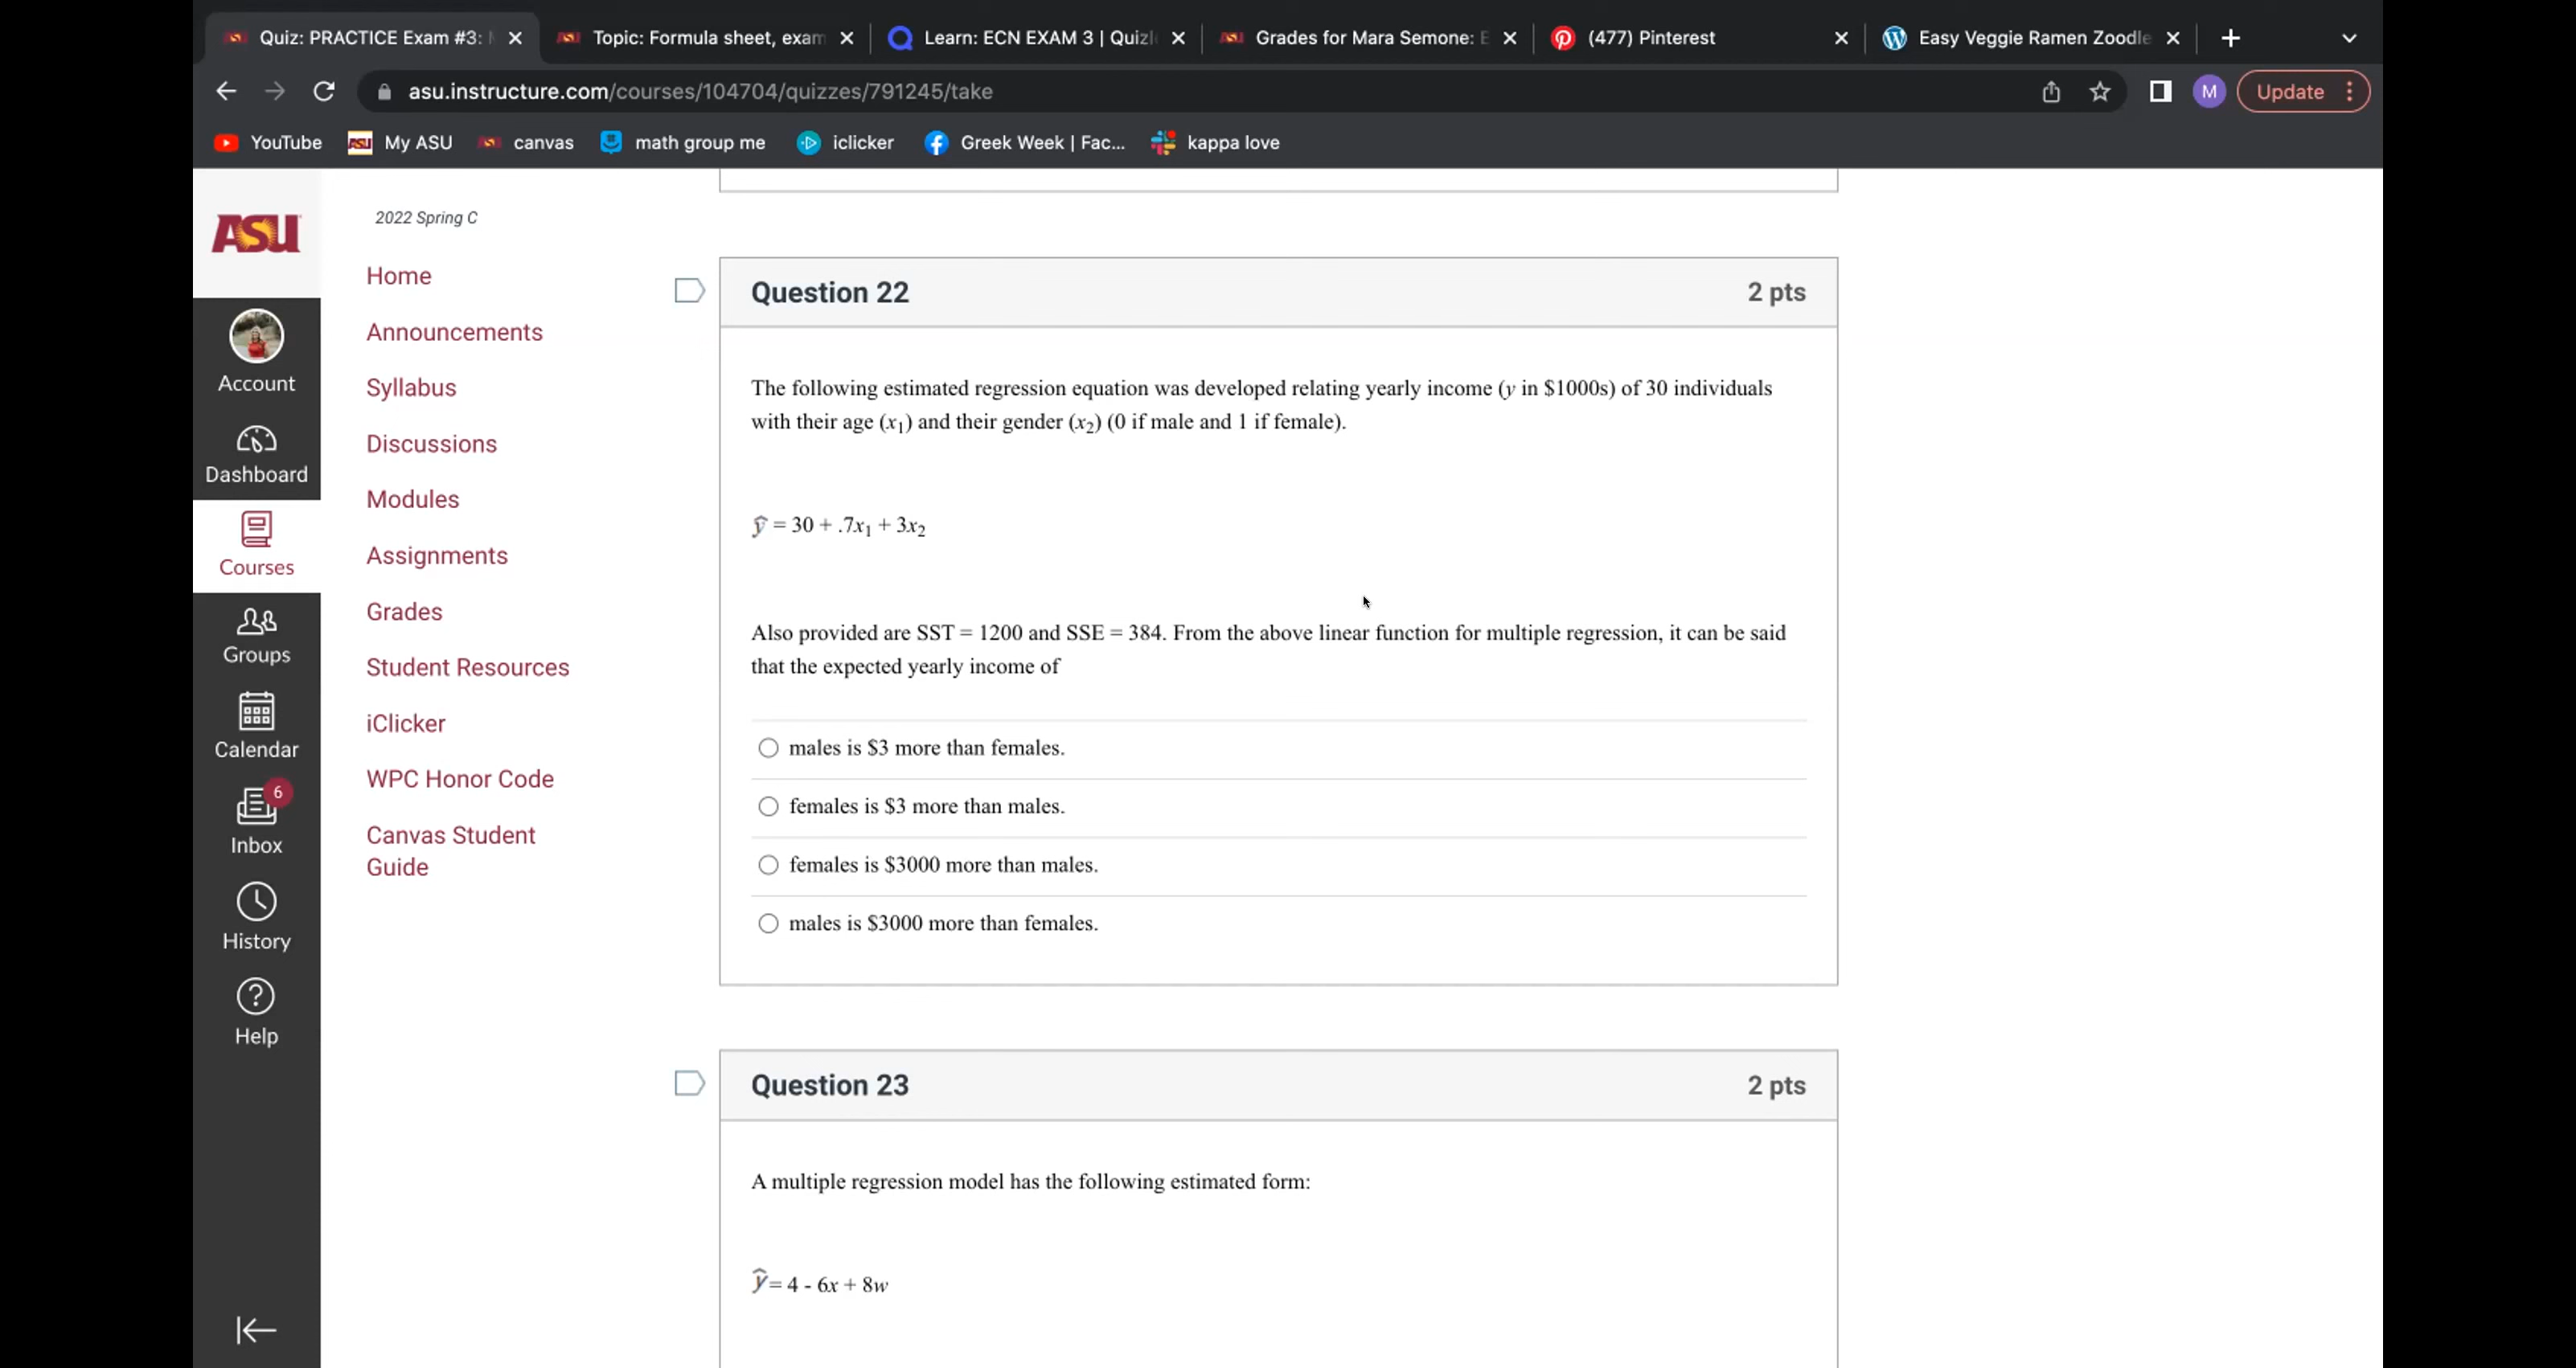 Quiz: PRACTICE Exam #3:
Topic: Formula sheet, exam
Learn: ECN EXAM 3 | Quizl
Grades for Mara Semone: E
(477) Pinterest
Easy Veggie Ramen Zoodle
asu.instructure.com/courses/104704/quizzes/791245/take
M
Update
YouTube
My ASU
canvas
math group me
iclicker
Greek Week | Fac...
kappa love
ASU
Account
Dashboard
Courses
Groups
Calendar
6
Inbox
History
Help
2022 Spring C
Home
Announcements
Syllabus
Discussions
Modules
Assignments
Grades
Student Resources
iClicker
WPC Honor Code
Canvas Student
Guide
Question 22
2 pts
The following estimated regression equation was developed relating yearly income (y in $1000s) of 30 individuals
with their age (x₁) and their gender (x₂) (0 if male and 1 if female).
ŷ = 30 + .7x₁ + 3x₂
Also provided are SST = 1200 and SSE = 384. From the above linear function for multiple regression, it can be said
that the expected yearly income of
males is $3 more than females.
females is $3 more than males.
females is $3000 more than males.
males is $3000 more than females.
Question 23
2 pts
A multiple regression model has the following estimated form:
ŷ = 4 - 6x + 8w